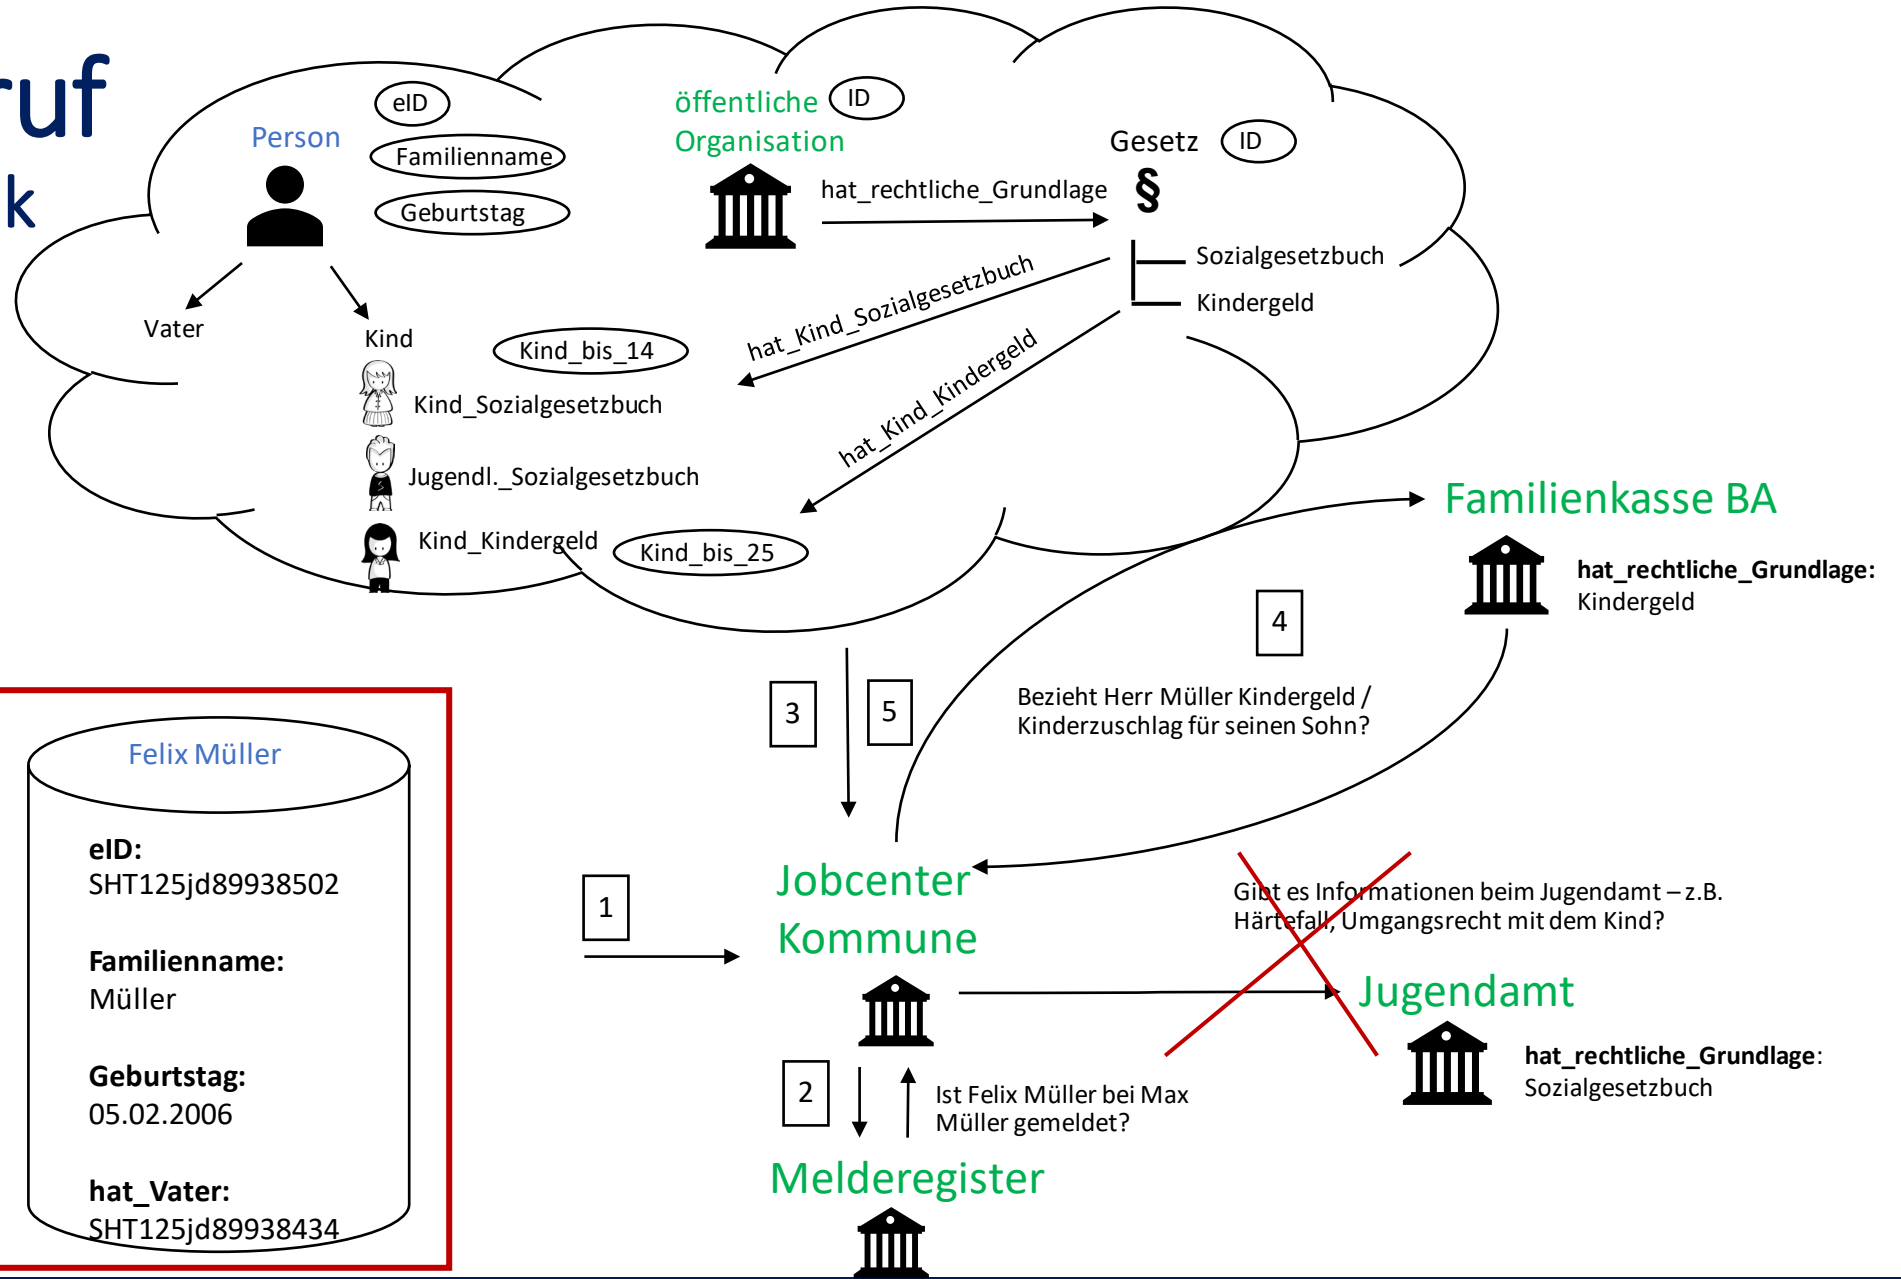 ruf
k
eID
Person
Familienname
Geburtstag
öffentliche
Organisation
ID
Gesetz
ID
§
hat_rechtliche_Grundlage
Sozialgesetzbuch
Kindergeld
hat_Kind_Sozialgesetzbuch
hat_Kind_Kindergeld
Vater
Kind
Kind_bis_14
Kind_Sozialgesetzbuch
Jugendl._Sozialgesetzbuch
Kind_Kindergeld
Kind_bis_25
Familienkasse BA
hat_rechtliche_Grundlage:
Kindergeld
4
Bezieht Herr Müller Kindergeld /
Kinderzuschlag für seinen Sohn?
3
5
Felix Müller
eID:
SHT125jd89938502
Familienname:
Müller
Geburtstag:
05.02.2006
hat_Vater:
SHT125jd89938434
1
Jobcenter
Kommune
Gibt es Informationen beim Jugendamt – z.B.
Härtefall, Umgangsrecht mit dem Kind?
Jugendamt
hat_rechtliche_Grundlage:
Sozialgesetzbuch
2
Ist Felix Müller bei Max
Müller gemeldet?
Melderegister